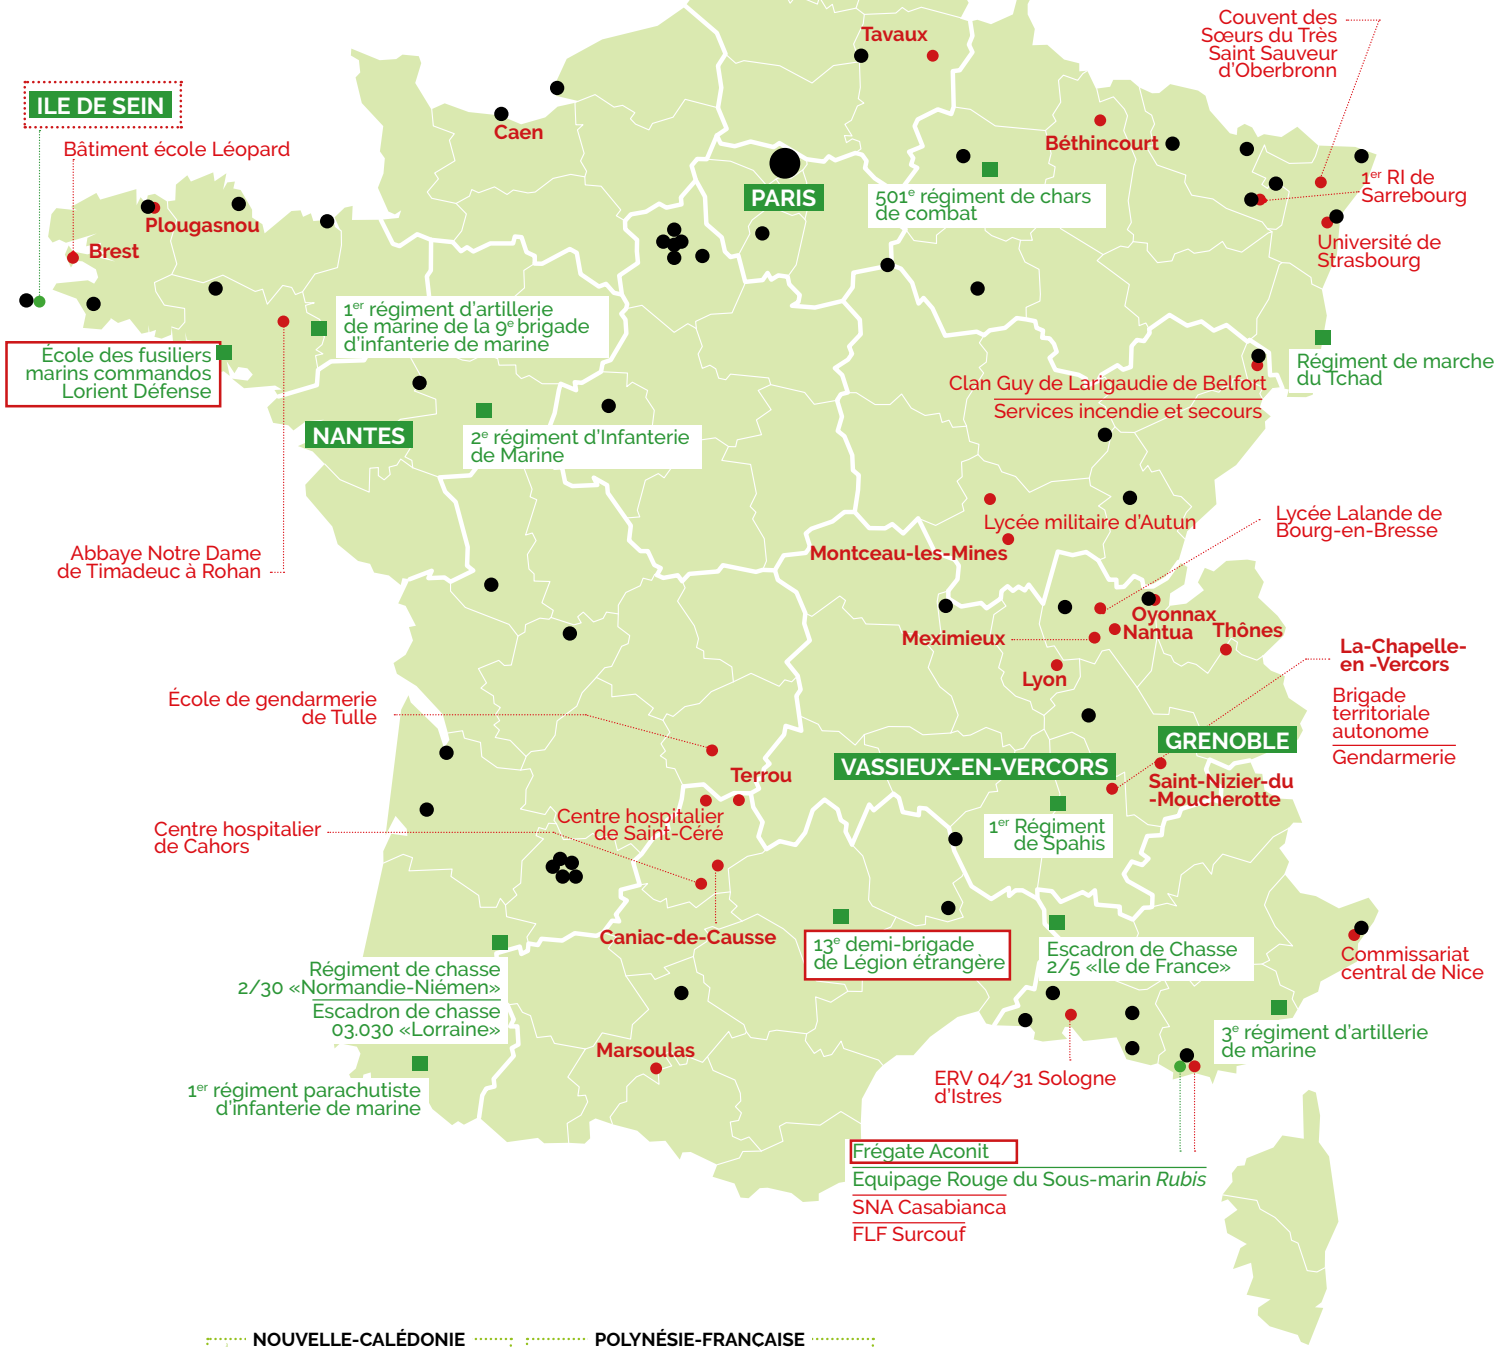 Tavaux
Couvent des
Sœurs du Très
Saint Sauveur
d'Oberbronn
ILE DE SEIN
Caen
Bâtiment école Léopard
Béthincourt
PARIS
501e régiment de chars
de combat
1er RI de
Sarrebourg
Plougasnou
Brest
Université de
Strasbourg
1er régiment d'artillerie
de marine de la 9e brigade
d'infanterie de marine
École des fusiliers
marins commandos
Lorient Défense
Régiment de marche
du Tchad
Clan Guy de Larigaudie de Belfort
Services incendie et secours
NANTES
2e régiment d'Infanterie
de Marine
Lycée militaire d'Autun
Lycée Lalande de
Bourg-en-Bresse
Montceau-les-Mines
Abbaye Notre Dame
de Timadeuc à Rohan
Oyonnax
Nantua
Thônes
Meximieux
Lyon
La-Chapelle-
en -Vercors
Brigade
territoriale
autonome
Gendarmerie
École de gendarmerie
de Tulle
GRENOBLE
VASSIEUX-EN-VERCORS
Terrou
Saint-Nizier-du
-Moucherotte
Centre hospitalier
de Saint-Céré
Centre hospitalier
de Cahors
1er Régiment
de Spahis
Caniac-de-Causse
13e demi-brigade
de Légion étrangère
Escadron de Chasse
2/5 «Ile de France»
Commissariat
central de Nice
Régiment de chasse
2/30 «Normandie-Niémen»
Escadron de chasse
03.030 «Lorraine»
3e régiment d'artillerie
de marine
Marsoulas
1er régiment parachutiste
d'infanterie de marine
ERV 04/31 Sologne
d'Istres
Frégate Aconit
Equipage Rouge du Sous-marin Rubis
SNA Casabianca
FLF Surcouf
NOUVELLE-CALÉDONIE
POLYNÉSIE-FRANÇAISE